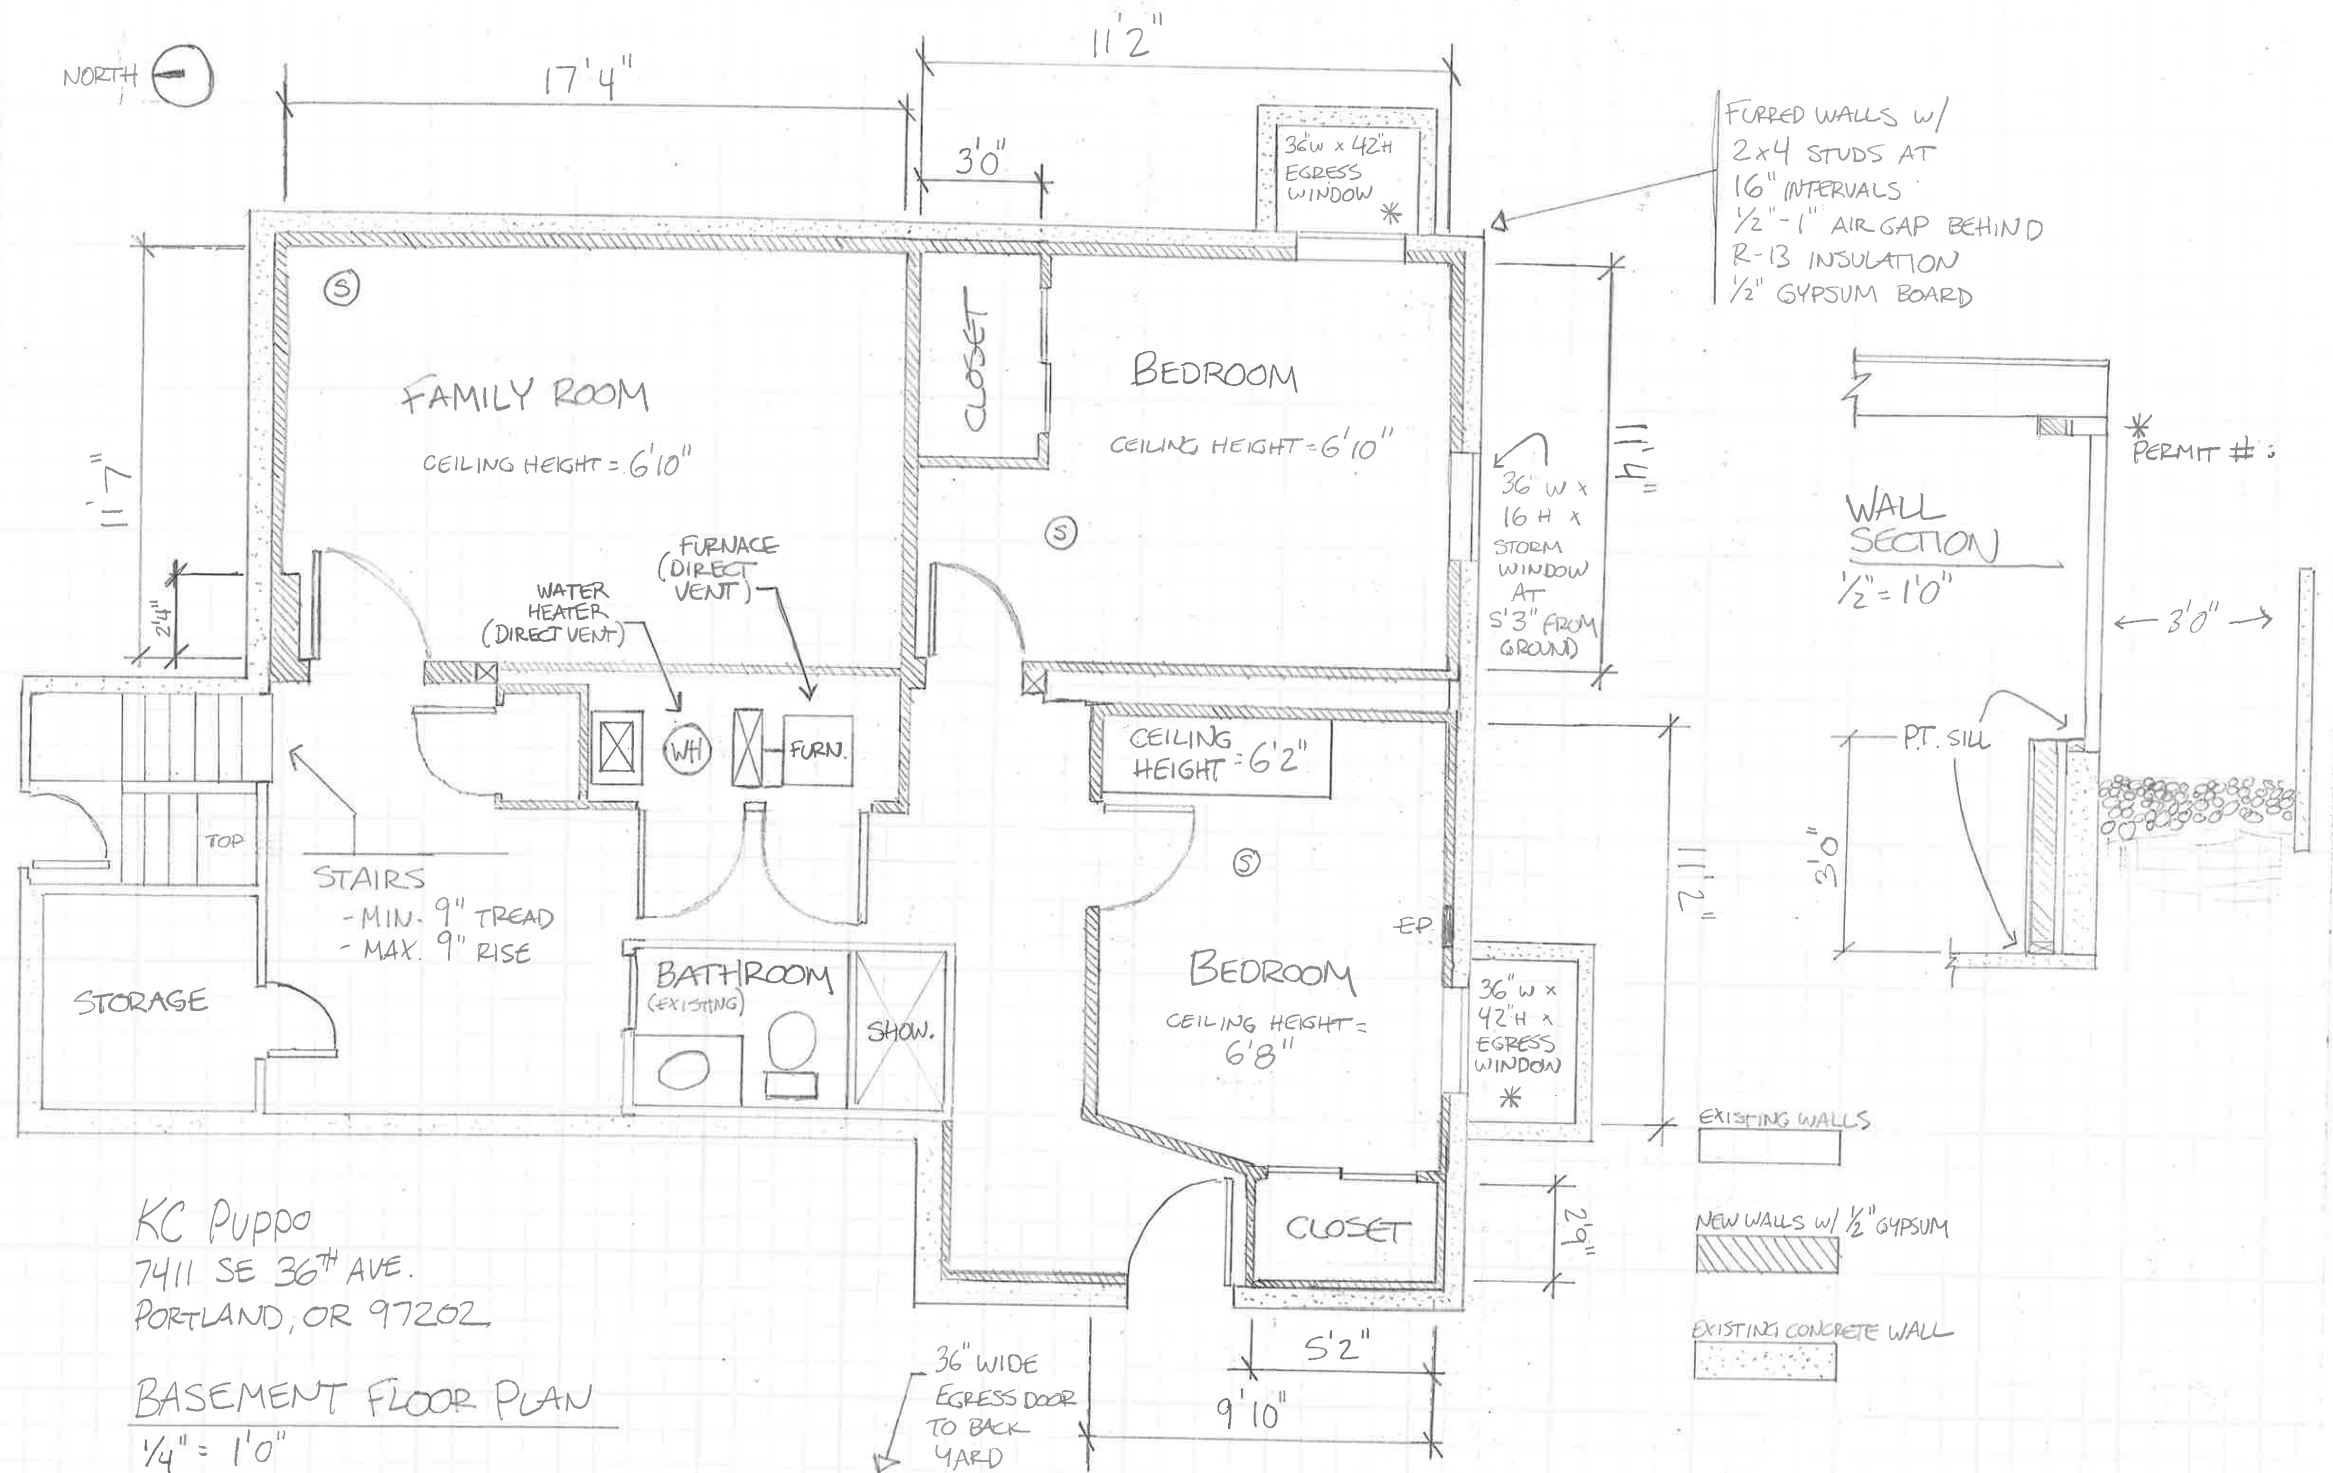 NORTH
17'4"
11'2"
3'0"
36"W x 42"H
EGRESS
WINDOW
*
FURRED WALLS W/
2x4 STUDS AT
16" INTERVALS
1/2"-1" AIR GAP BEHIND
R-13 INSULATION
1/2" GYPSUM BOARD
11'7"
2'4"
S
FAMILY ROOM
CEILING HEIGHT = 6'10"
CLOSET
BEDROOM
CEILING HEIGHT = 6'10"
S
11'4"
36" W x
16 H x
STORM
WINDOW
AT
5'3" FROM
GROUND
*
PERMIT #:
WALL
SECTION
1/2" = 1'0"
3'0"
P.T. SILL
3'0"
WATER
HEATER
(DIRECT VENT)
FURNACE
(DIRECT
VENT)
WH
FURN.
CEILING
HEIGHT = 6'2"
TOP
STAIRS
- MIN. 9" TREAD
- MAX. 9" RISE
STORAGE
BATHROOM
(EXISTING)
SHOW.
S
EP
BEDROOM
CEILING HEIGHT =
6'8"
11'2"
36" W x
42"H x
EGRESS
WINDOW
*
CLOSET
2'9"
5'2"
9'10"
36" WIDE
EGRESS DOOR
TO BACK
YARD
EXISTING WALLS
NEW WALLS W/ 1/2" GYPSUM
EXISTING CONCRETE WALL
KC Puppo
7411 SE 36TH AVE.
PORTLAND, OR 97202
BASEMENT FLOOR PLAN
1/4" = 1'0"